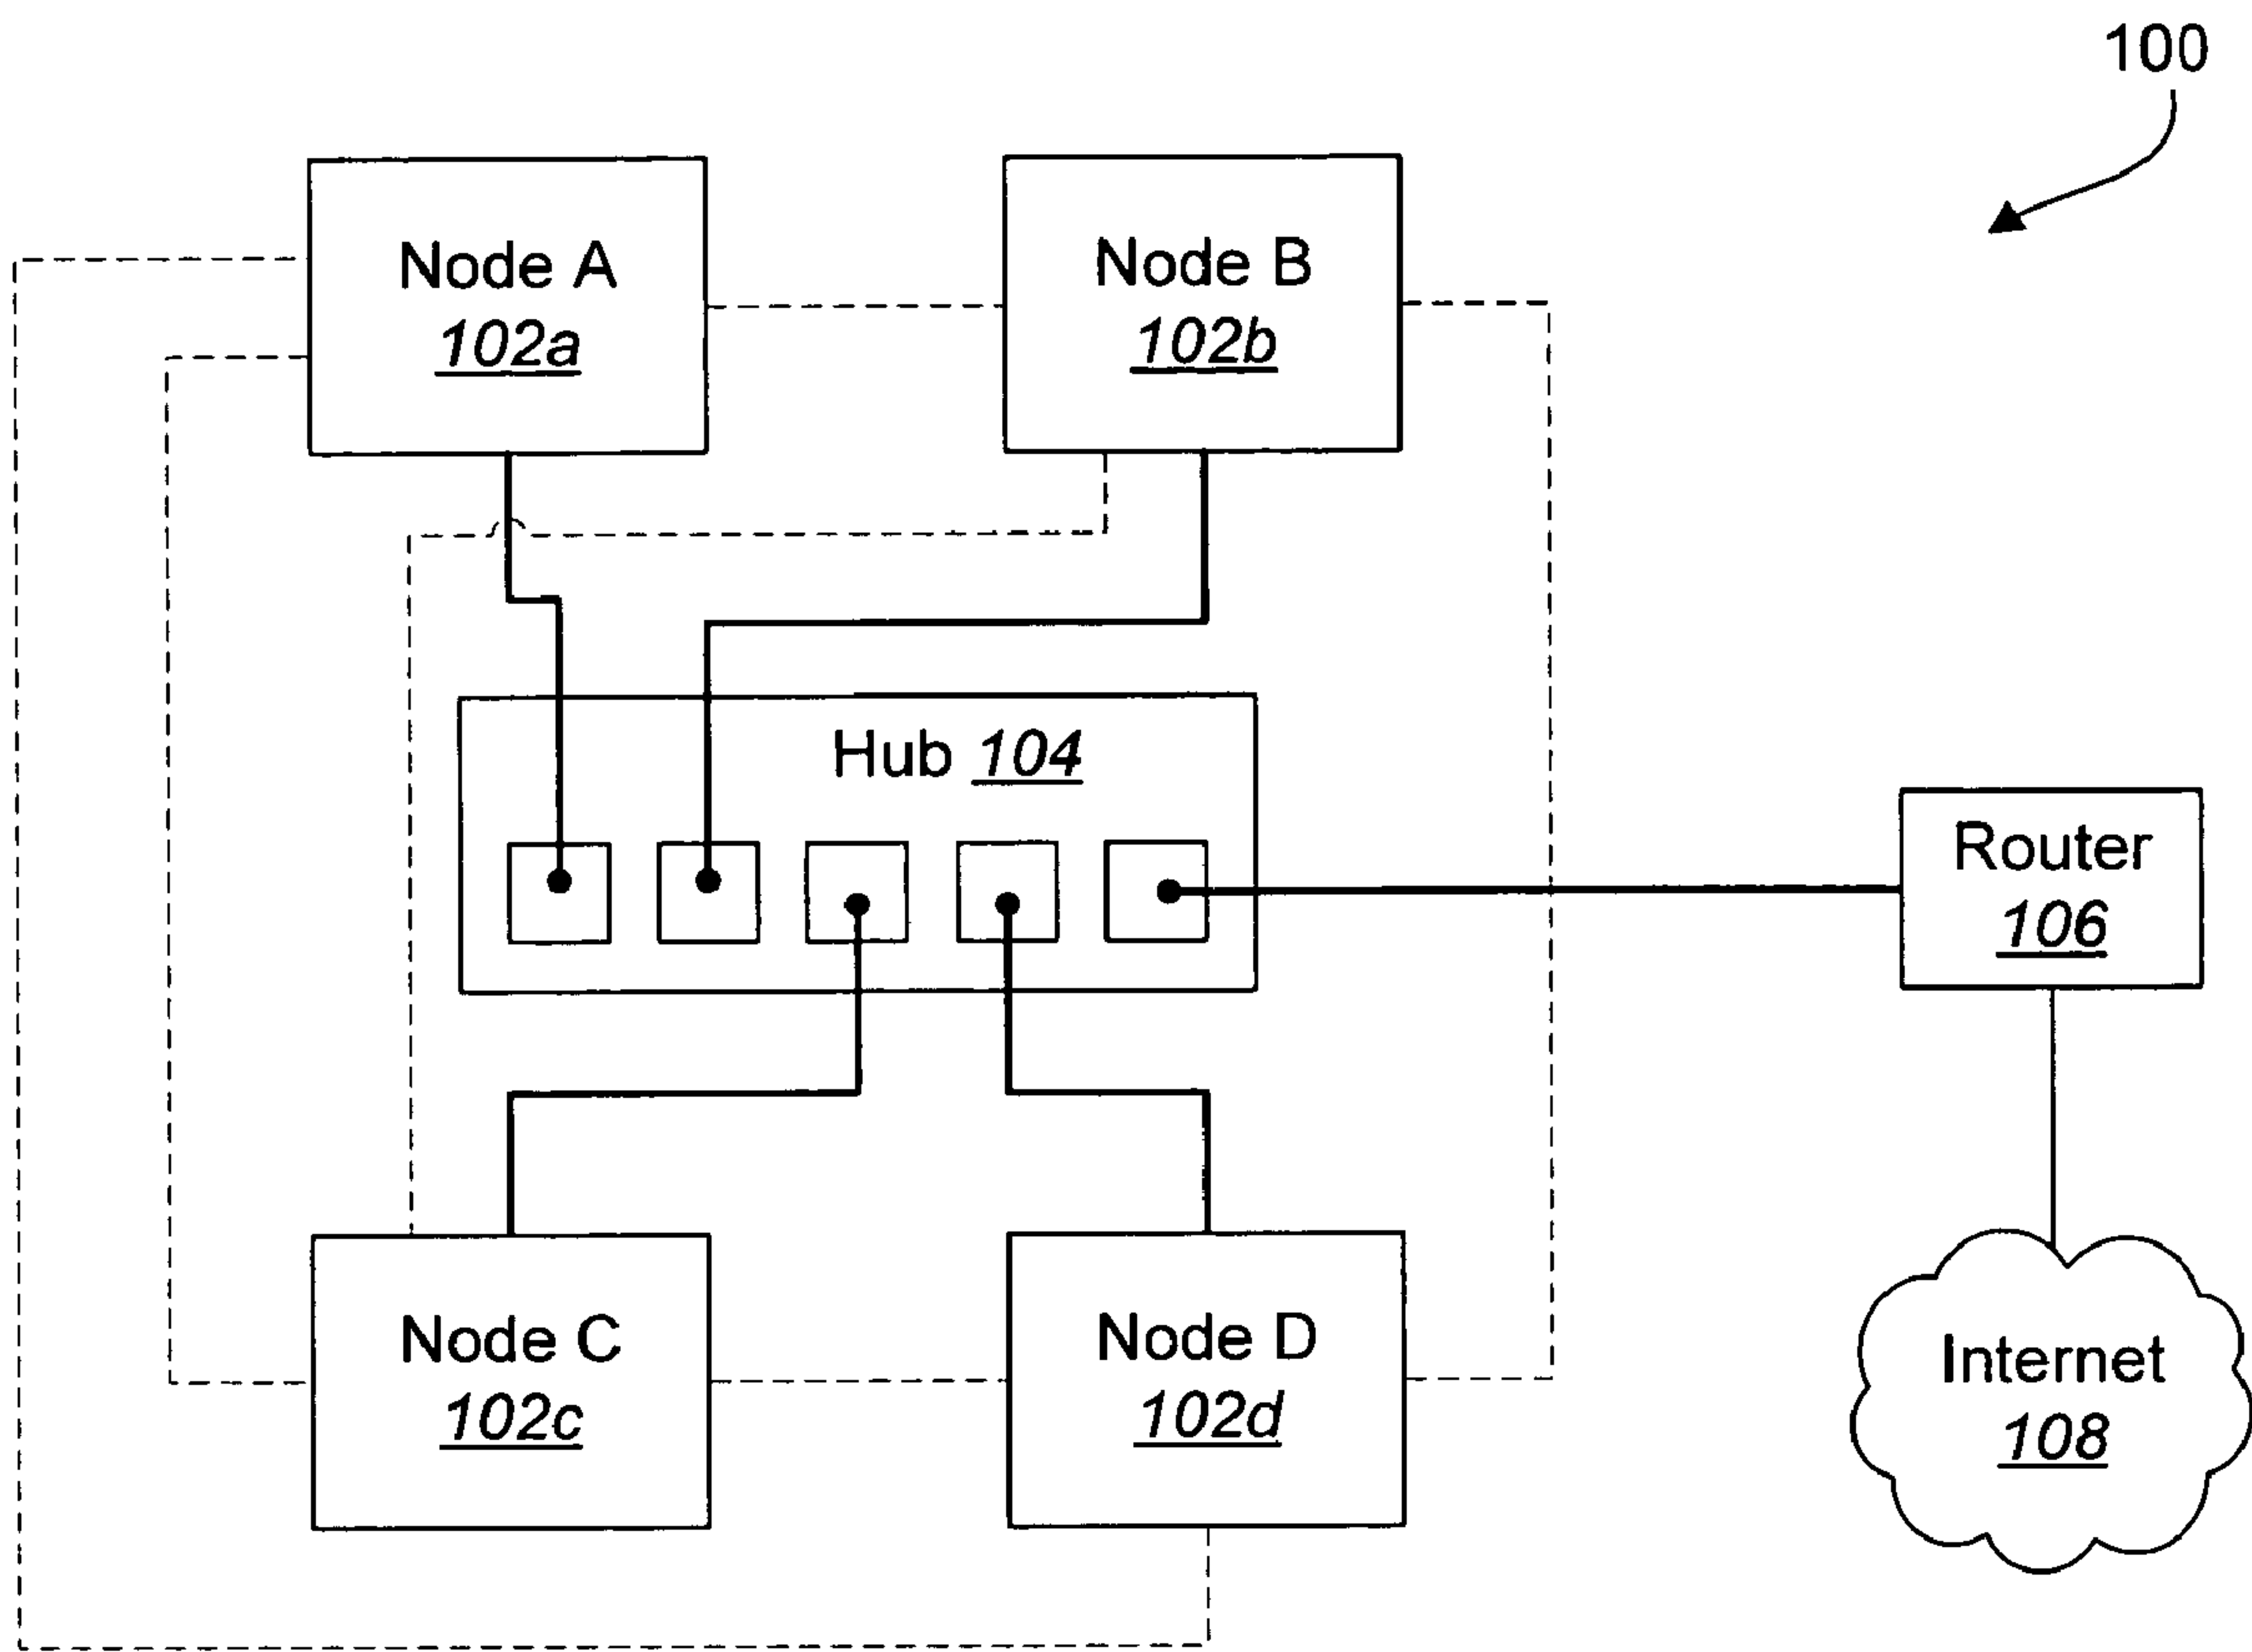 100
Node A
102a
Node B
102b
Hub 104
Router
106
Node C
102c
Node D
102d
Internet
108